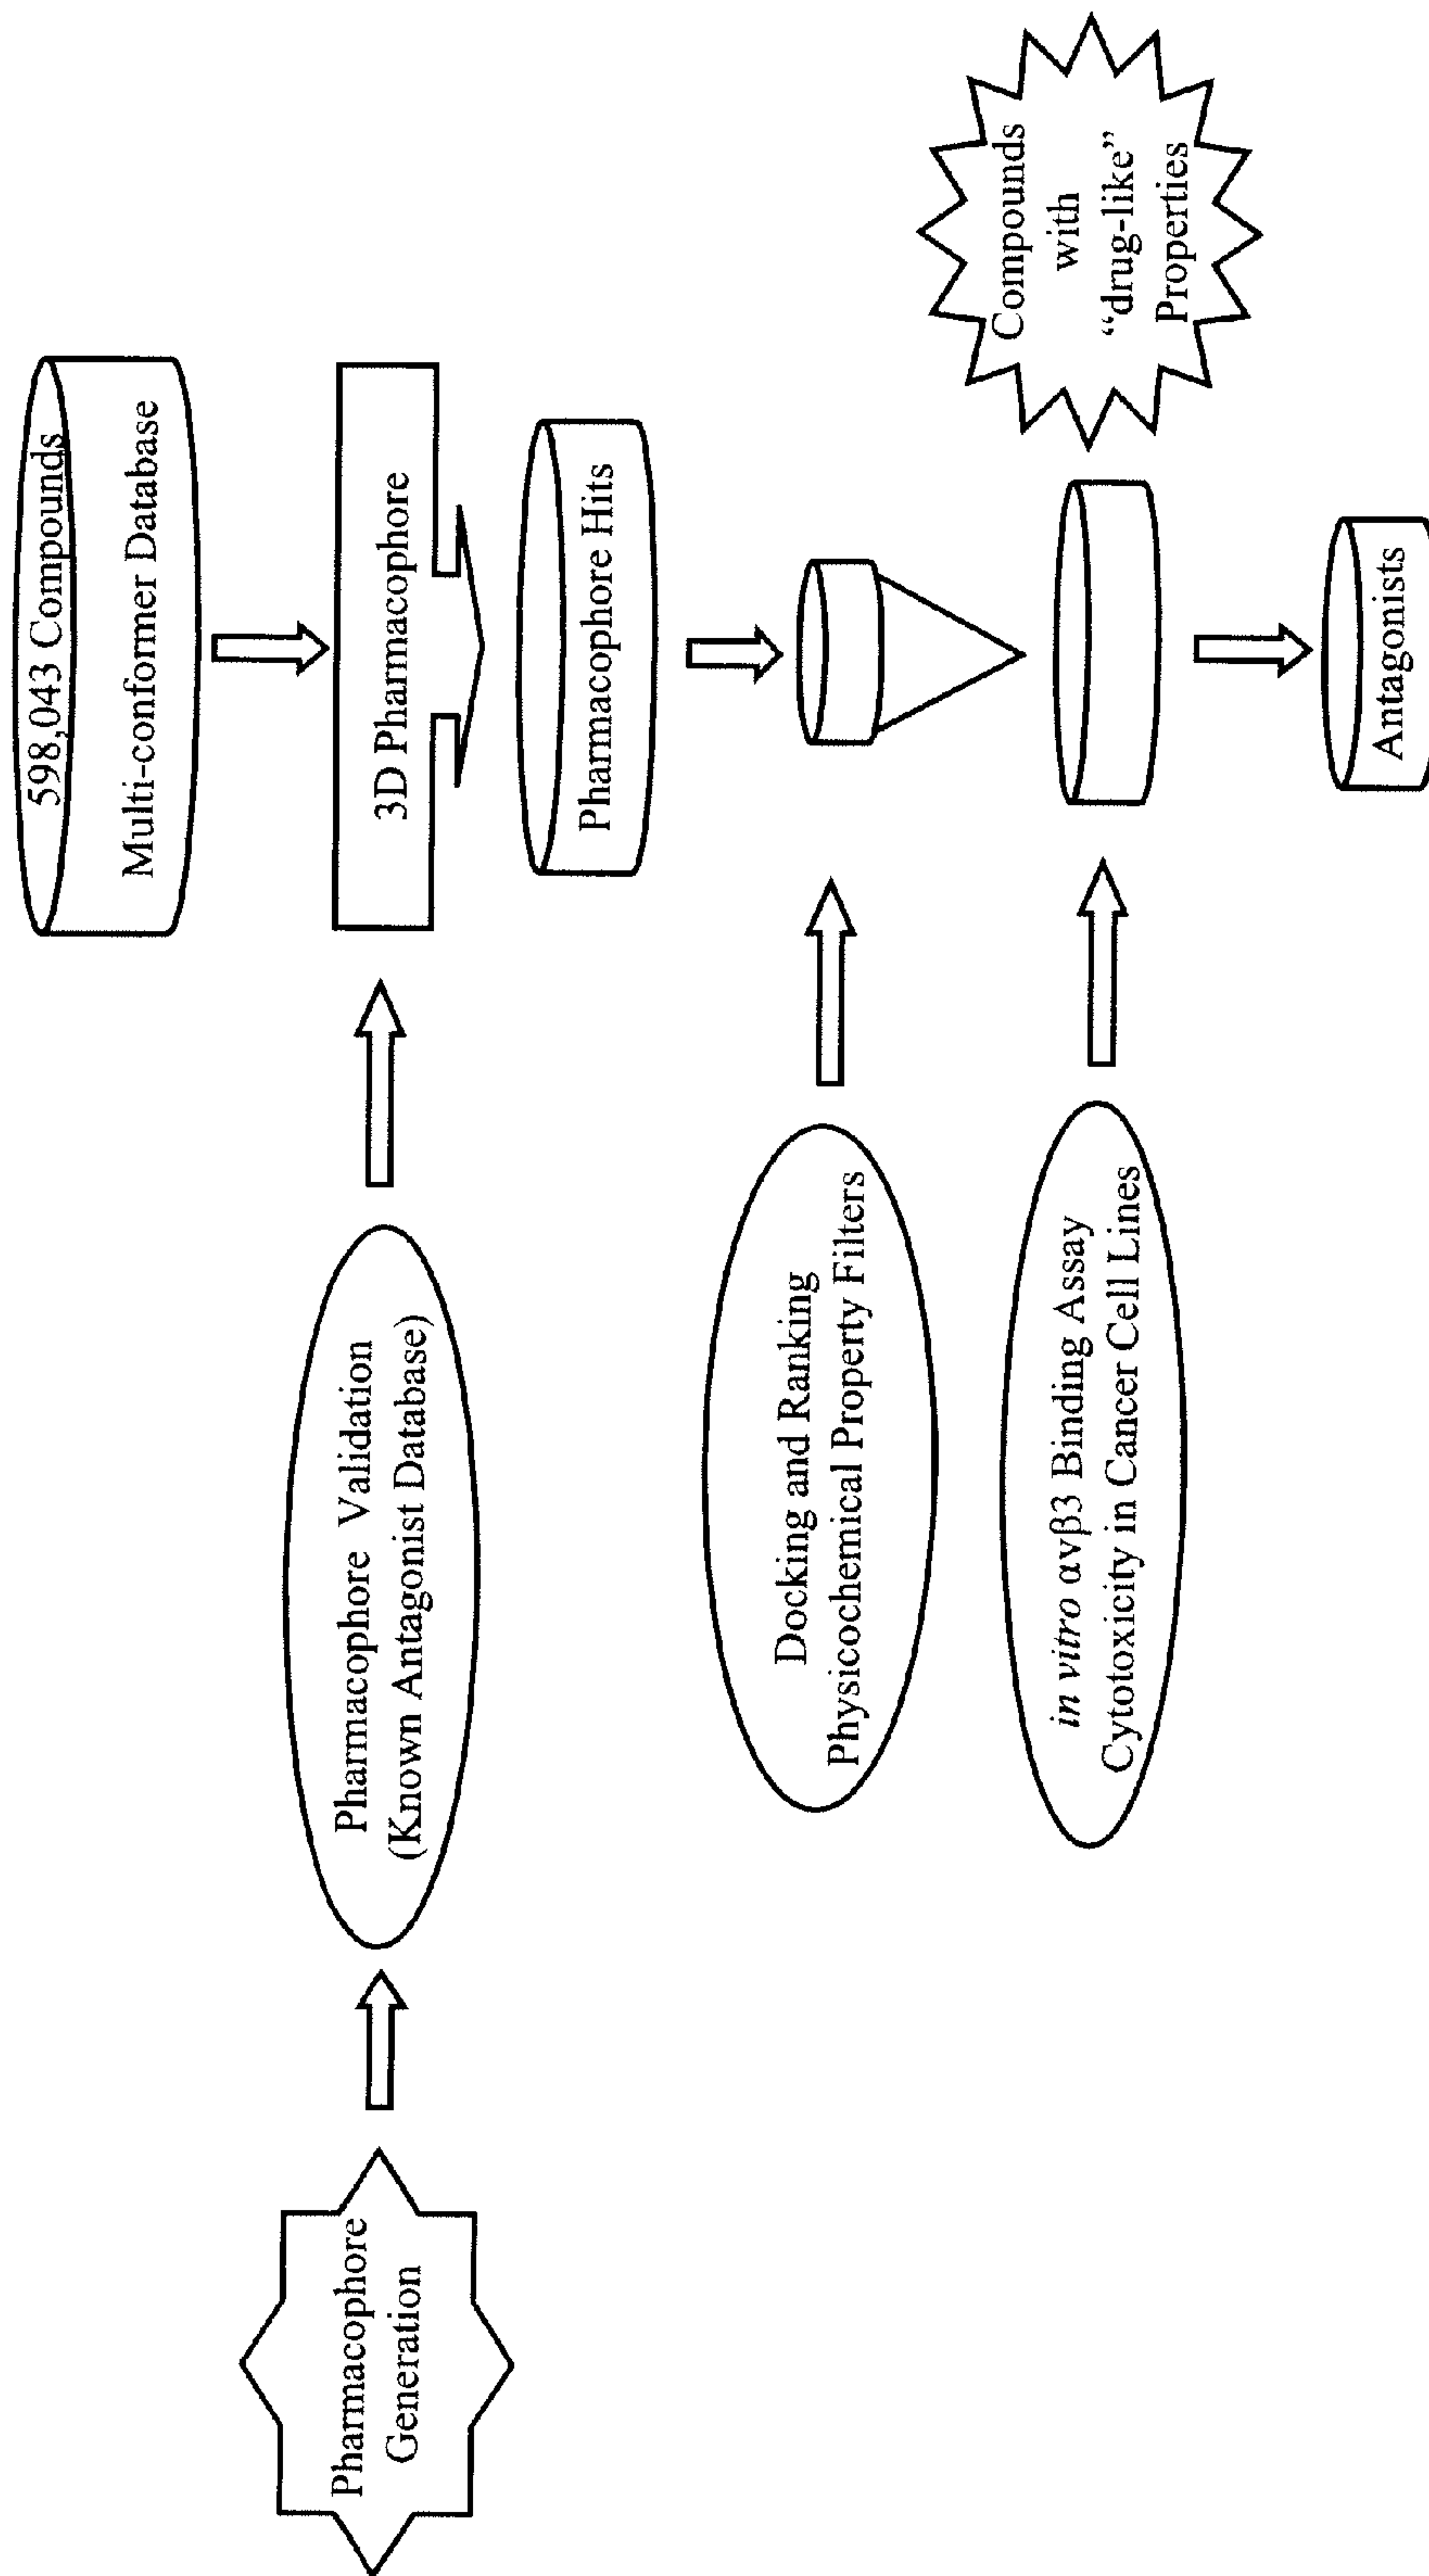 598,043 Compounds
Multi-conformer Database
Pharmacophore
Generation
Pharmacophore Validation
(Known Antagonist Database)
3D Pharmacophore
Pharmacophore Hits
Docking and Ranking
Physicochemical Property Filters
in vitro αvβ3 Binding Assay
Cytotoxicity in Cancer Cell Lines
Compounds
with
“drug-like”
Properties
Antagonists